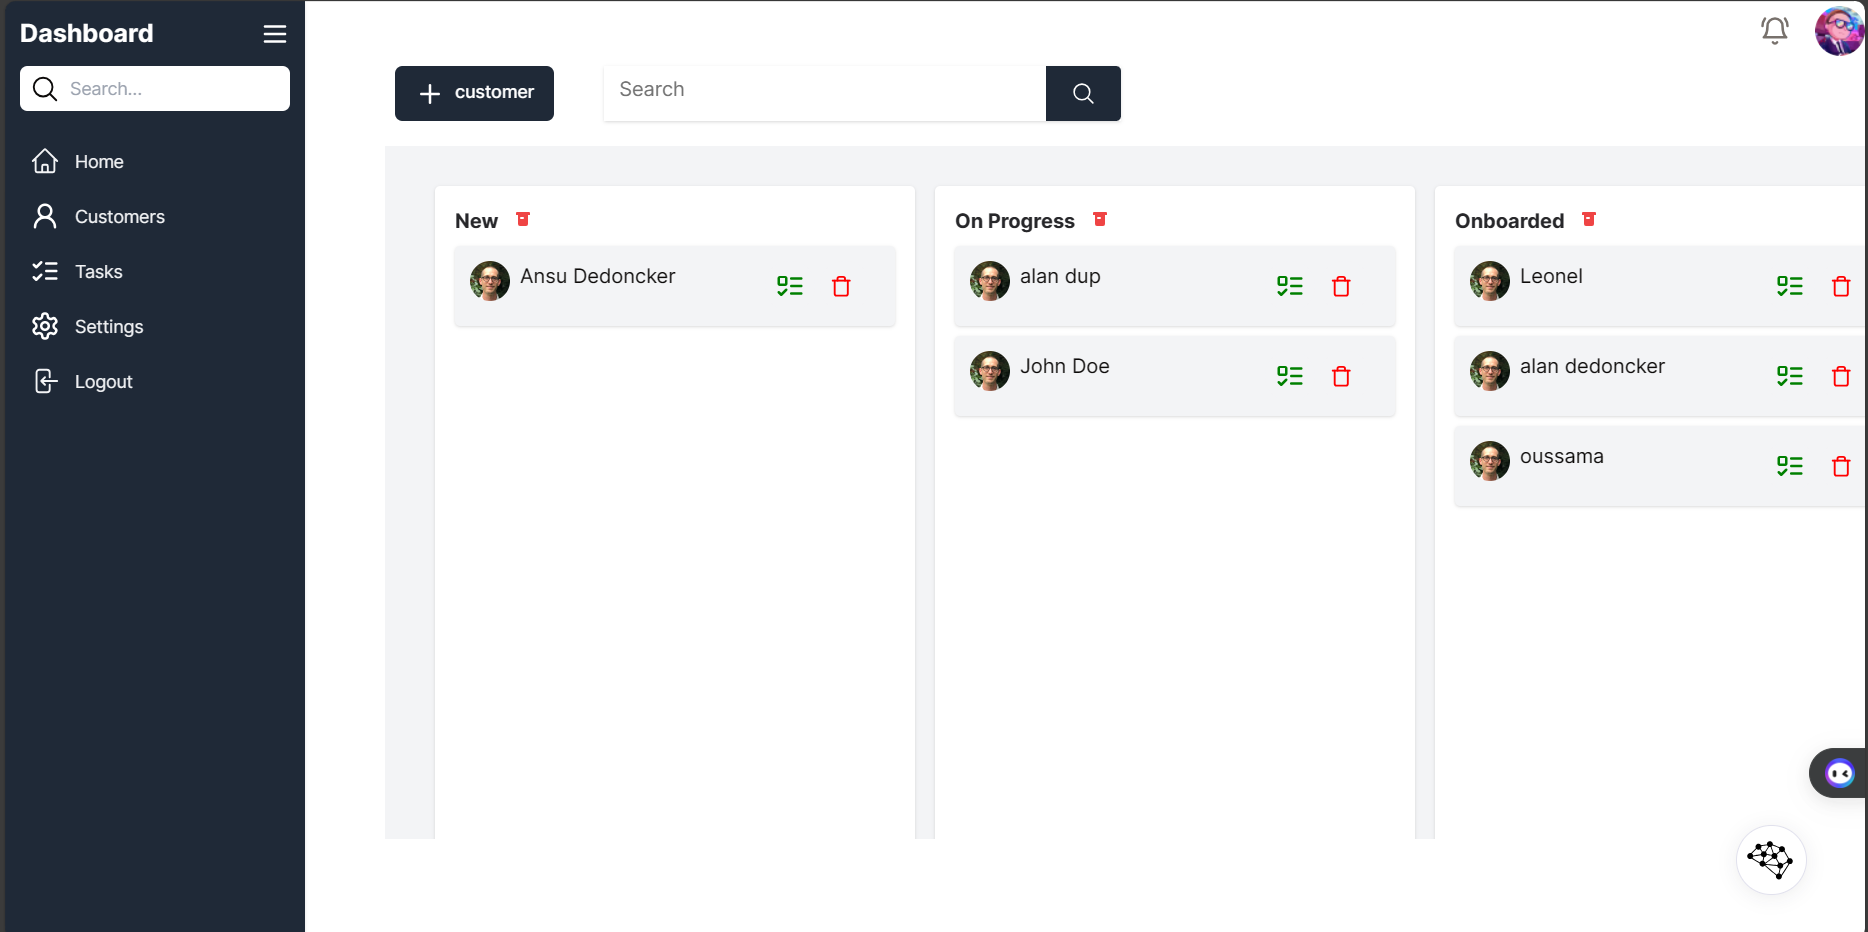 Dashboard
Search...
Home
Customers
Tasks
Settings
Logout
customer
Search
New
Ansu Dedoncker
On Progress
alan dup
John Doe
Onboarded
Leonel
alan dedoncker
oussama